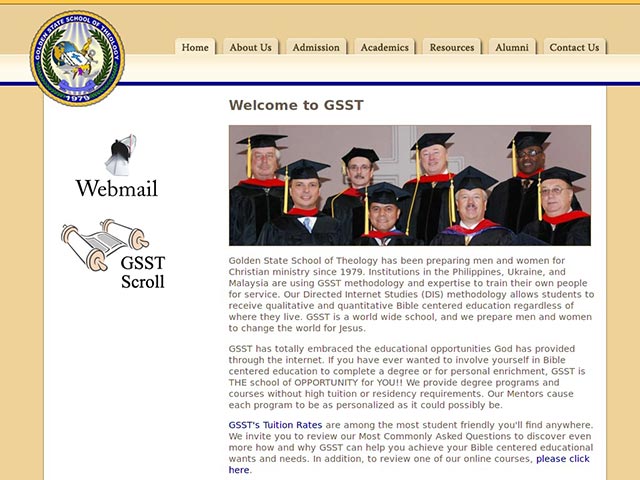 GOLDEN STATE SCHOOL OF THEOLOGY
1979
Home
About Us
Admission
Academics
Resources
Alumni
Contact Us
Webmail
GSST
Scroll
Welcome to GSST
Golden State School of Theology has been preparing men and women for
Christian ministry since 1979. Institutions in the Philippines, Ukraine, and
Malaysia are using GSST methodology and expertise to train their own people
for service. Our Directed Internet Studies (DIS) methodology allows students to
receive qualitative and quantitative Bible centered education regardless of
where they live. GSST is a world wide school, and we prepare men and women
to change the world for Jesus.
GSST has totally embraced the educational opportunities God has provided
through the internet. If you have ever wanted to involve yourself in Bible
centered education to complete a degree or for personal enrichment, GSST is
THE school of OPPORTUNITY for YOU!! We provide degree programs and
courses without high tuition or residency requirements. Our Mentors cause
each program to be as personalized as it could possibly be.
GSST's Tuition Rates are among the most student friendly you'll find anywhere.
We invite you to review our Most Commonly Asked Questions to discover even
more how and why GSST can help you achieve your Bible centered educational
wants and needs. In addition, to review one of our online courses, please click
here.